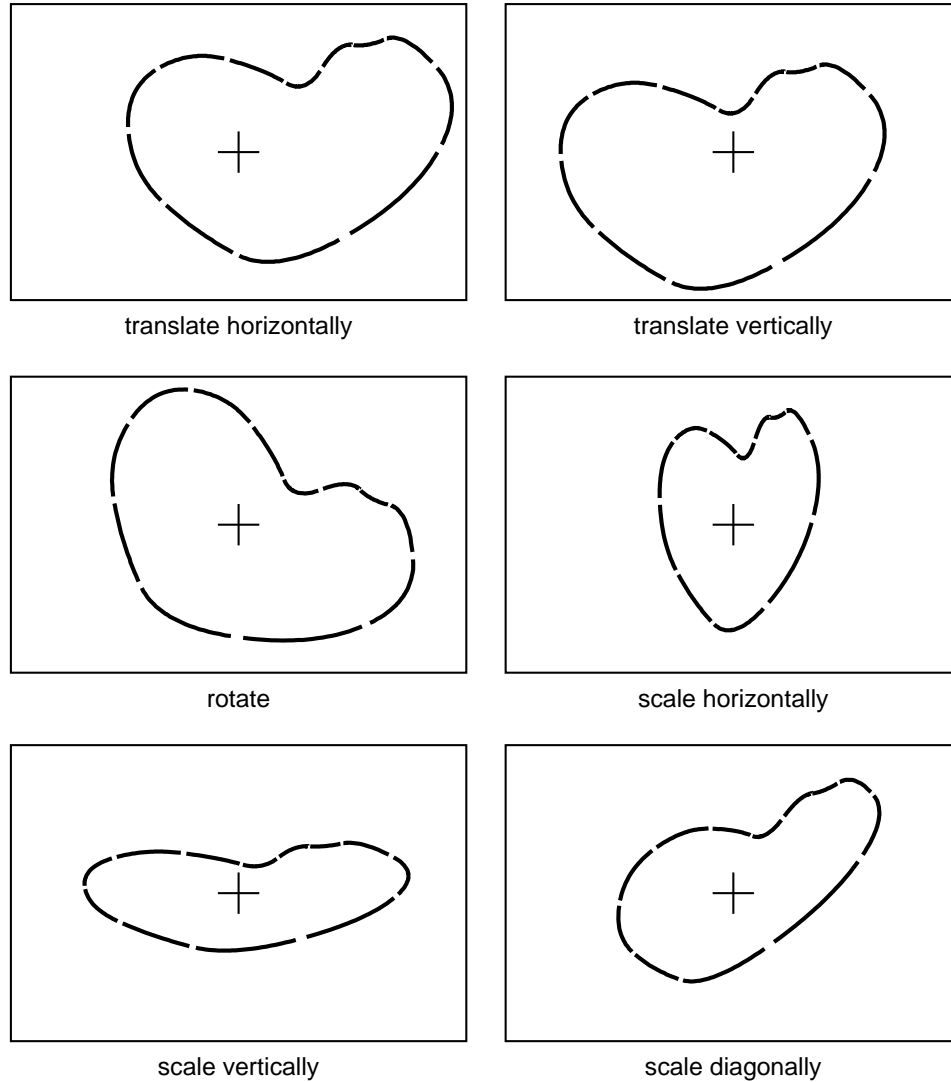 translate horizontally
translate vertically
rotate
scale horizontally
scale vertically
scale diagonally